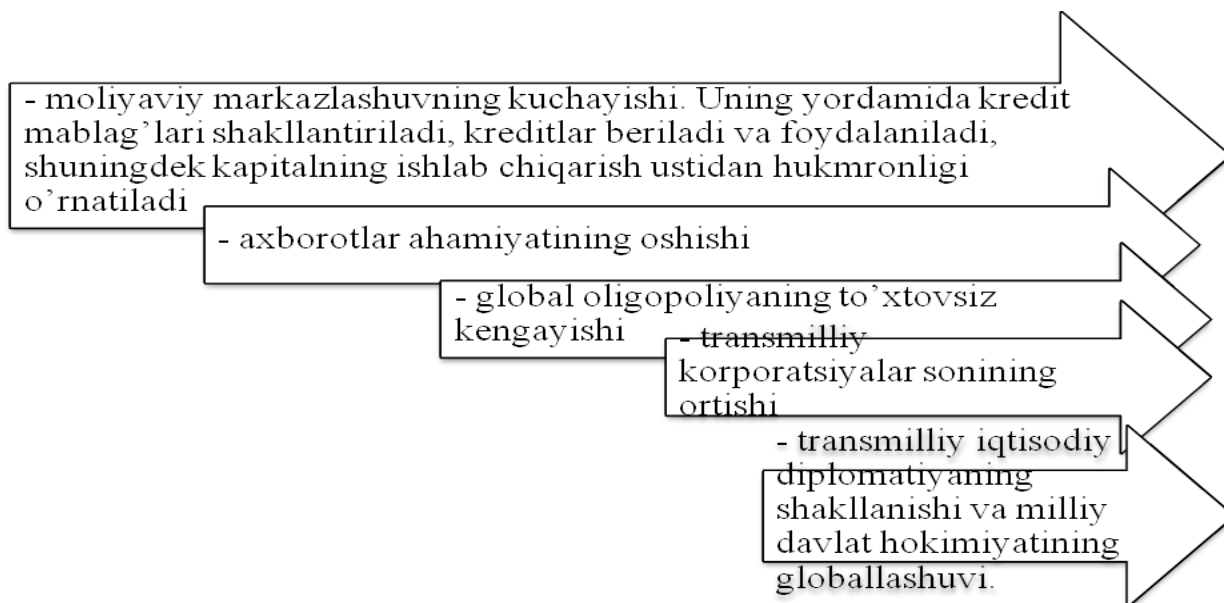 - moliyaviy markazlashuvning kuchayishi. Uning yordamida kredit
mablag’lari shakllantiriladi, kreditlar beriladi va foydalaniladi,
shuningdek kapitalning ishlab chiqarish ustidan hukmronligi
o’rnatiladi
- axborotlar ahamiyatining oshishi
- global oligopoliyaning to’xtovsiz
kengayishi
- transmilliy
korporatsiyalar sonining
ortishi
- transmilliy iqtisodiy
diplomatiyaning
shakllanishi va milliy
davlat hokimiyatining
globallashuvi.